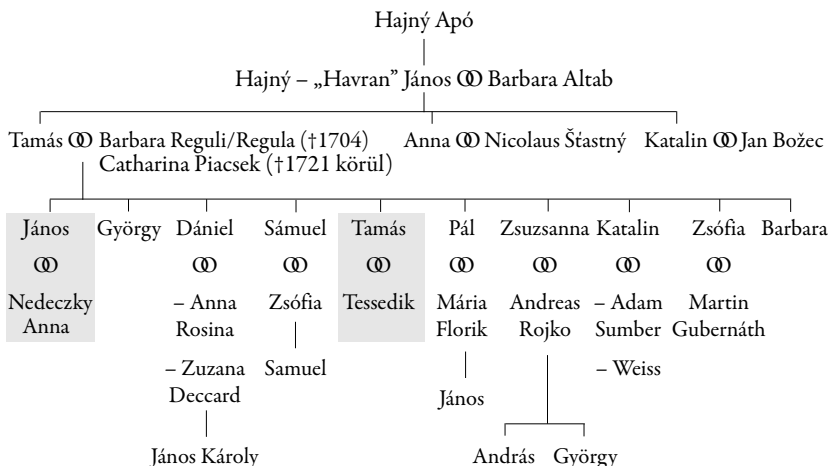 Hajný Apó
Hajný – „Havran” János ⚭ Barbara Altab
Tamás ⚭ Barbara Reguli/Regula (†1704) Anna ⚭ Nicolaus Šťastný Katalin ⚭ Jan Božec
Catharina Piacsek (†1721 körül)
János György Dániel Sámuel Tamás Pál Zsuzsanna Katalin Zsófia Barbara
⚭ ⚭ ⚭ ⚭ ⚭ ⚭ ⚭ ⚭
Nedeczky – Anna Zsófia Tessedik Mária Andreas – Adam Martin
Anna Rosina Florik Rojko Sumber Gubernáth
– Zuzana Samuel – Weiss
Deccard János
János Károly András György